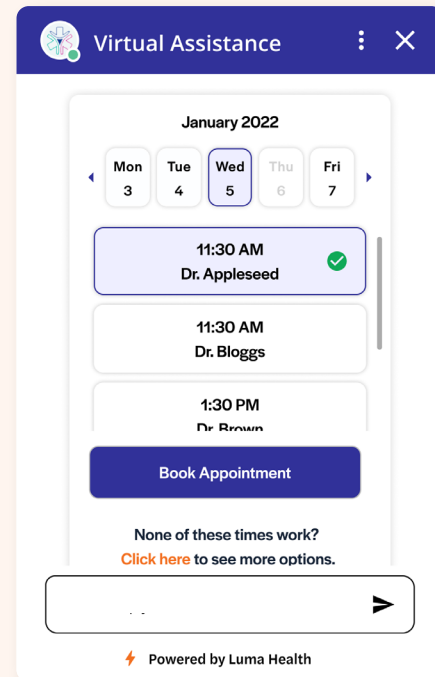 Virtual Assistance
January 2022
Mon Tue Wed Thu Fri
3 4 5 6 7
11:30 AM
Dr. Appleseed
11:30 AM
Dr. Bloggs
1:30 PM
Dr. Brown
Book Appointment
None of these times work?
Click here to see more options.
Powered by Luma Health